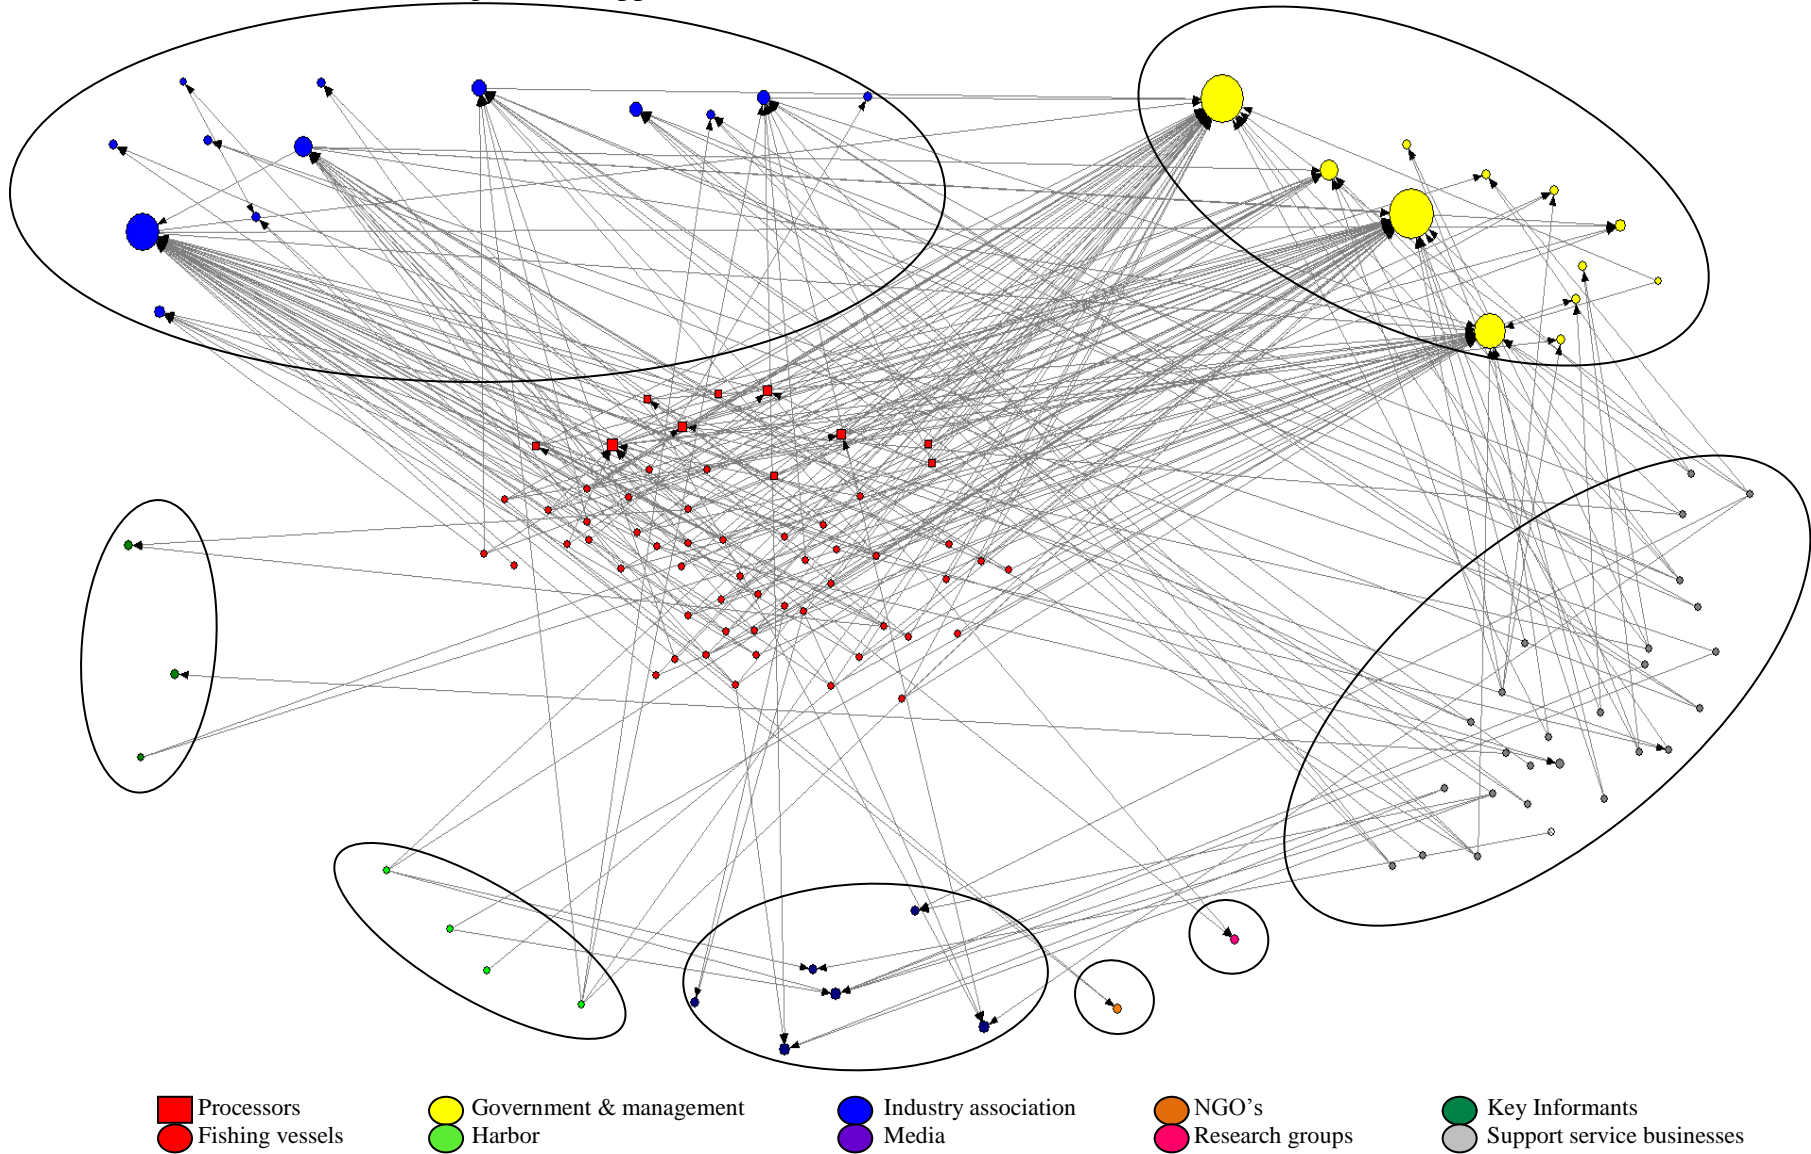 Processors
Government & management
Industry association
NGO’s
Key Informants
Fishing vessels
Harbor
Media
Research groups
Support service businesses